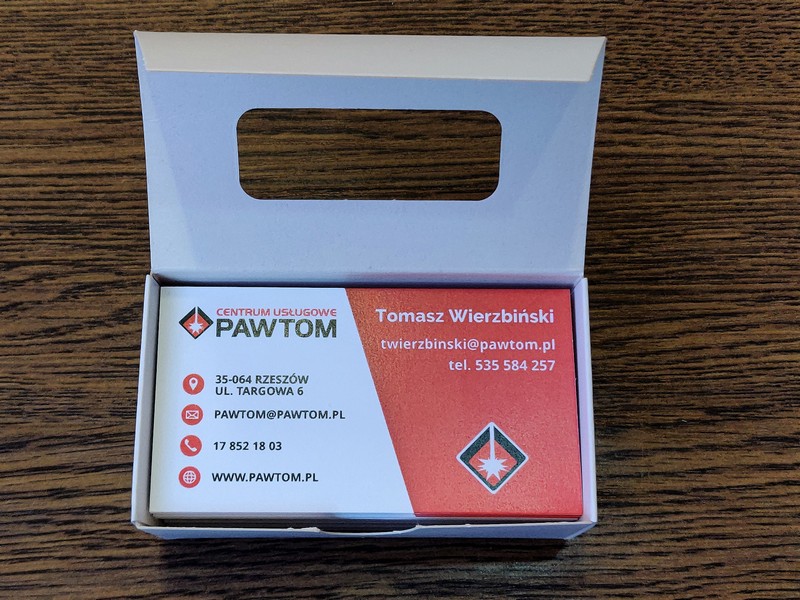 CENTRUM USŁUGOWE
PAWTOM
35-064 RZESZÓW
UL. TARGOWA 6
PAWTOM@PAWTOM.PL
17 852 18 03
WWW.PAWTOM.PL
Tomasz Wierzbiński
twierzbinski@pawtom.pl
tel. 535 584 257